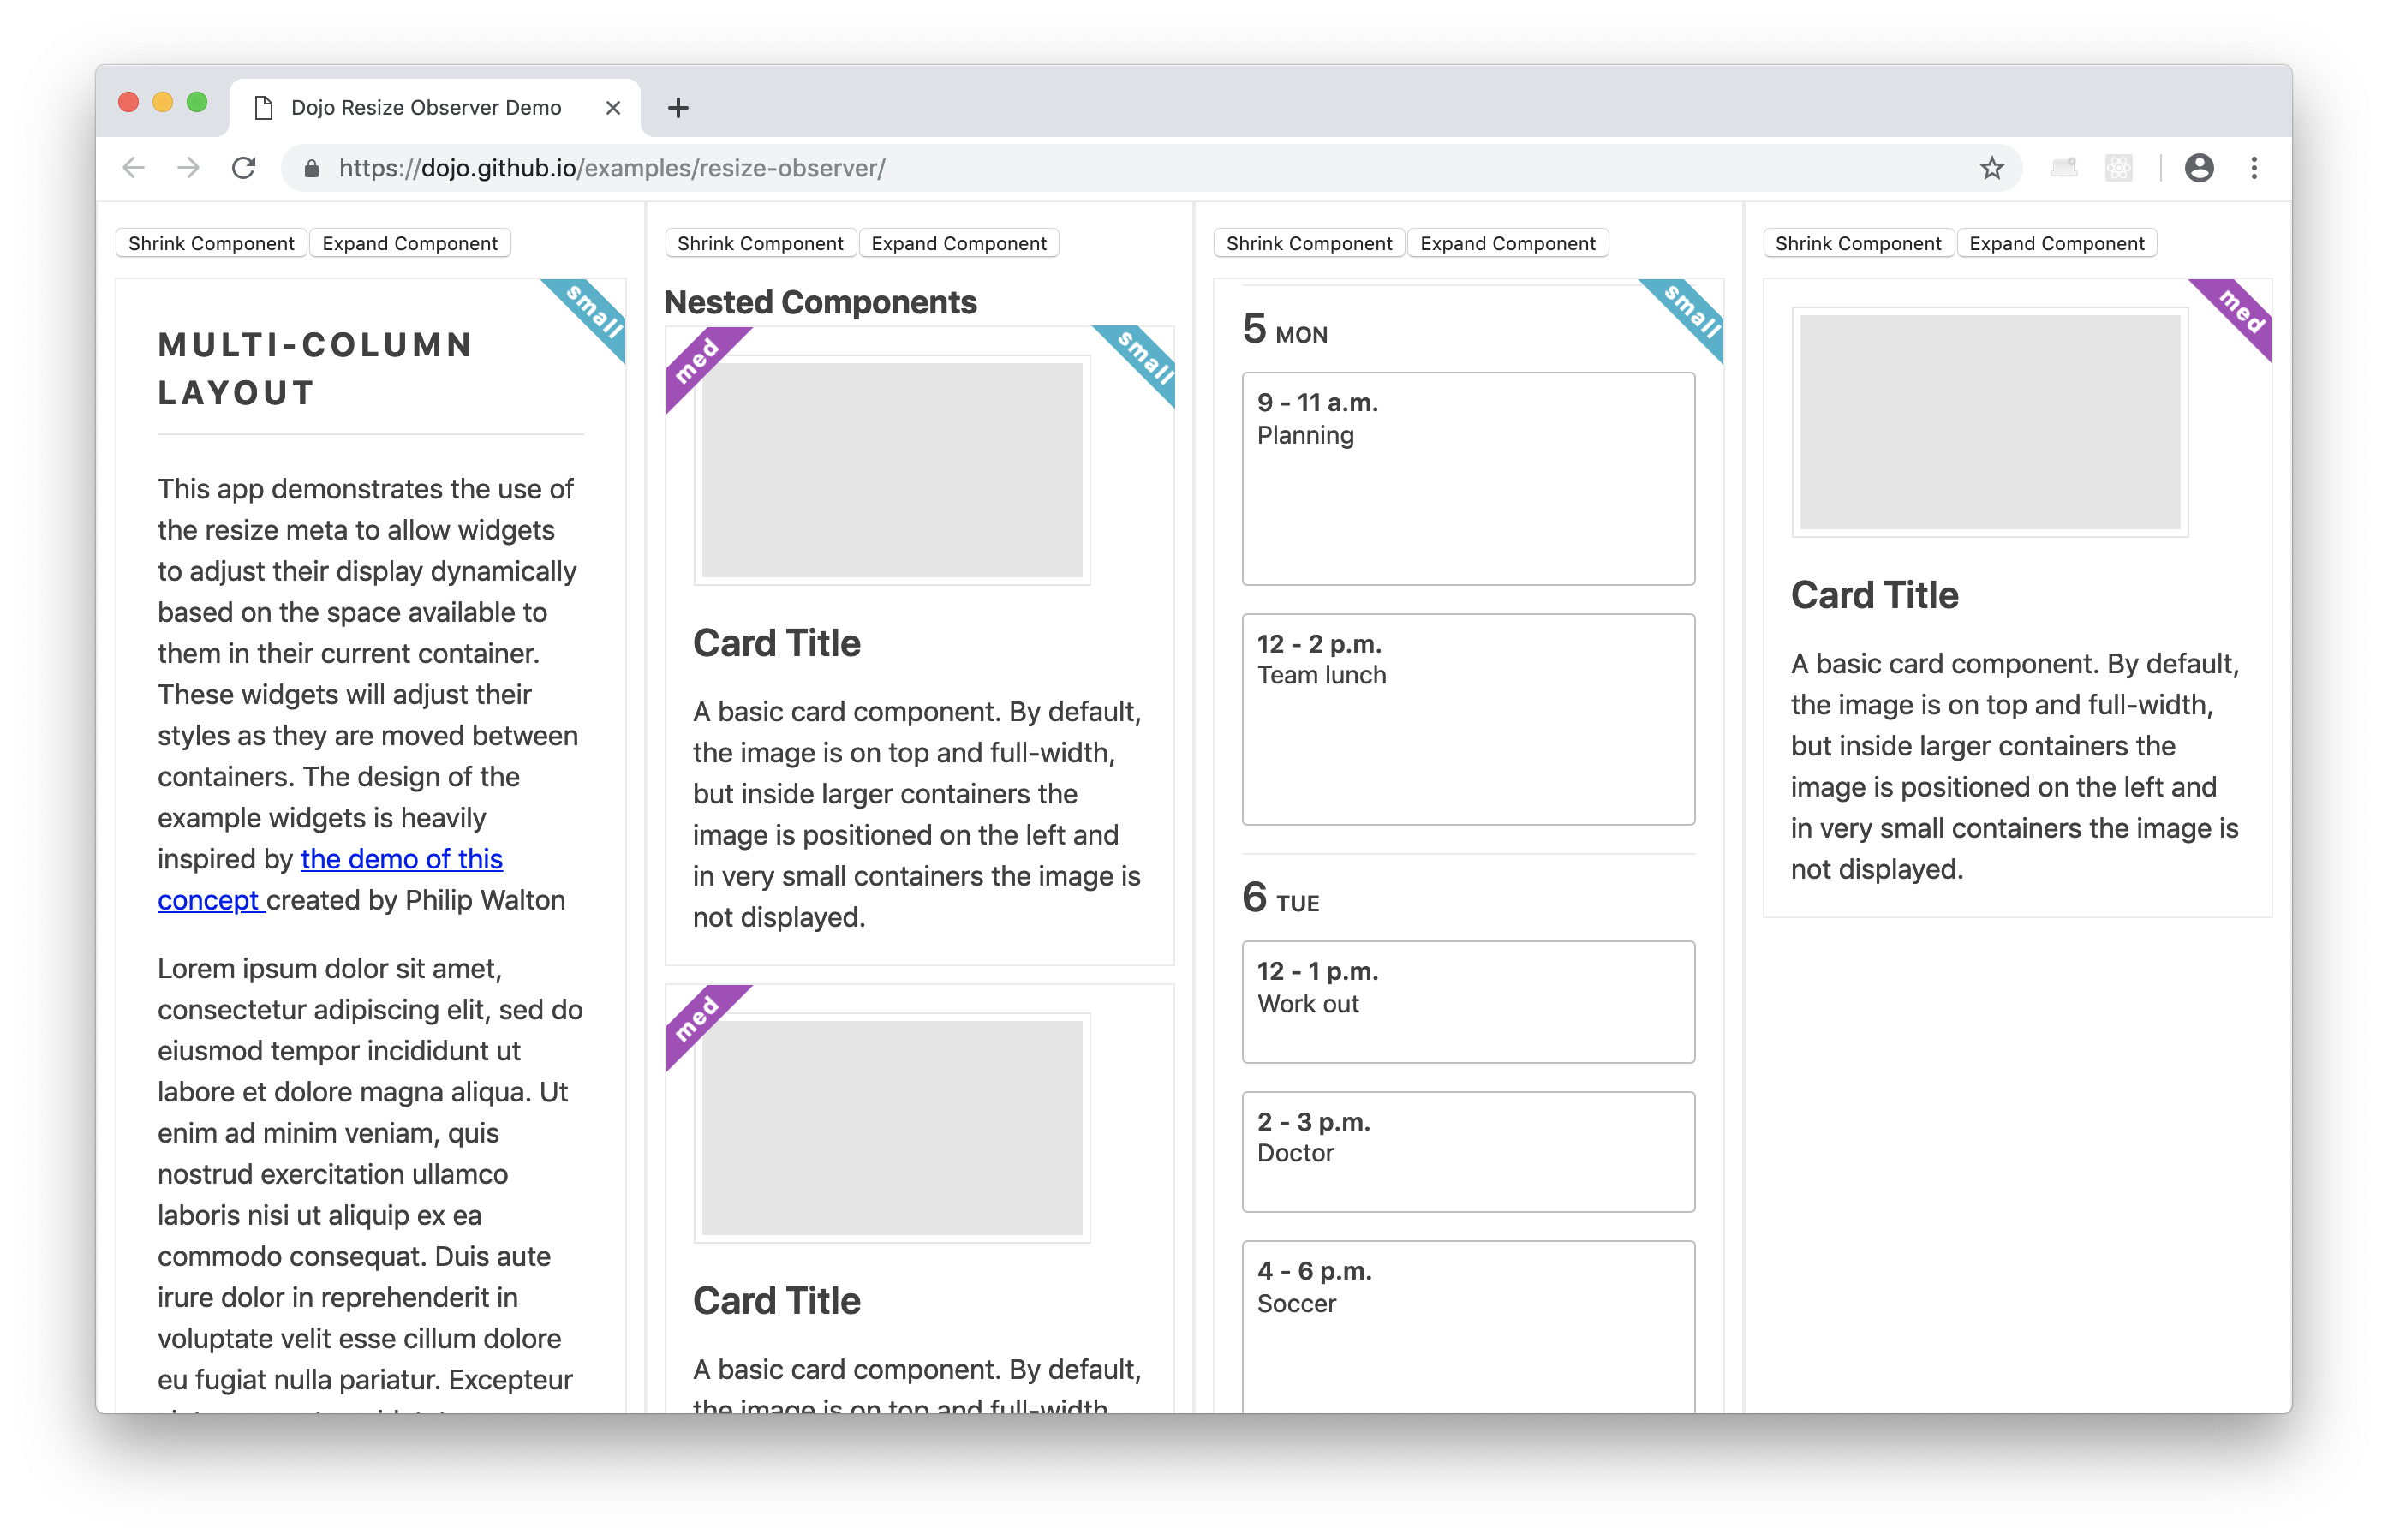 Dojo Resize Observer Demo
https://dojo.github.io/examples/resize-observer/
Shrink Component Expand Component
small
MULTI-COLUMN
LAYOUT
This app demonstrates the use of
the resize meta to allow widgets
to adjust their display dynamically
based on the space available to
them in their current container.
These widgets will adjust their
styles as they are moved between
containers. The design of the
example widgets is heavily
inspired by the demo of this
concept created by Philip Walton
Lorem ipsum dolor sit amet,
consectetur adipiscing elit, sed do
eiusmod tempor incididunt ut
labore et dolore magna aliqua. Ut
enim ad minim veniam, quis
nostrud exercitation ullamco
laboris nisi ut aliquip ex ea
commodo consequat. Duis aute
irure dolor in reprehenderit in
voluptate velit esse cillum dolore
eu fugiat nulla pariatur. Excepteur
Shrink Component Expand Component
Nested Components
med
small
Card Title
A basic card component. By default,
the image is on top and full-width,
but inside larger containers the
image is positioned on the left and
in very small containers the image is
not displayed.
med
Card Title
A basic card component. By default,
the image is on top and full-width,
Shrink Component Expand Component
small
5 MON
9 - 11 a.m.
Planning
12 - 2 p.m.
Team lunch
6 TUE
12 - 1 p.m.
Work out
2 - 3 p.m.
Doctor
4 - 6 p.m.
Soccer
Shrink Component Expand Component
med
Card Title
A basic card component. By default,
the image is on top and full-width,
but inside larger containers the
image is positioned on the left and
in very small containers the image is
not displayed.